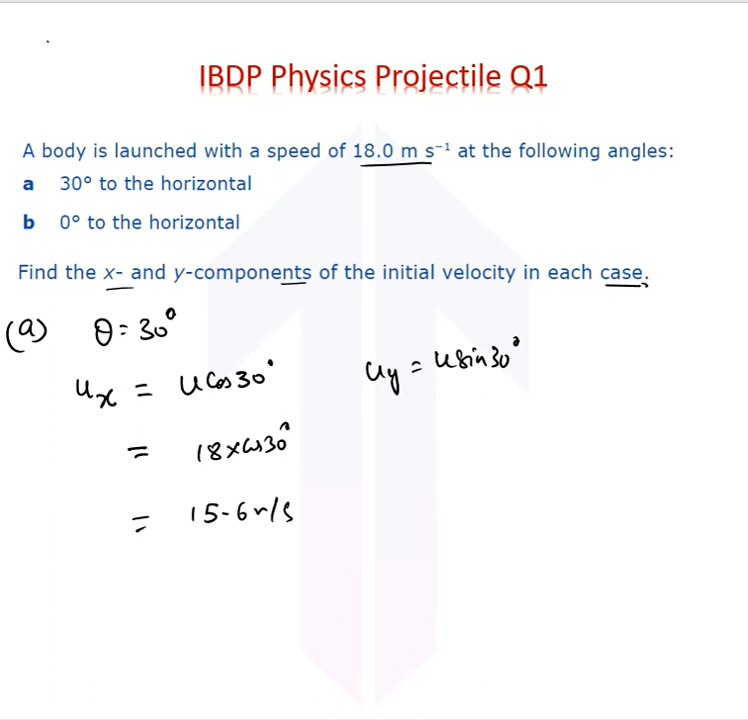 IBDP Physics Projectile Q1
A body is launched with a speed of 18.0 m s⁻¹ at the following angles:
a 30° to the horizontal
b 0° to the horizontal
Find the x- and y-components of the initial velocity in each case.
(a) θ = 30°
uₓ = u cos 30° u_y = u sin 30°
= 18 × cos 30°
= 15.6 m/s